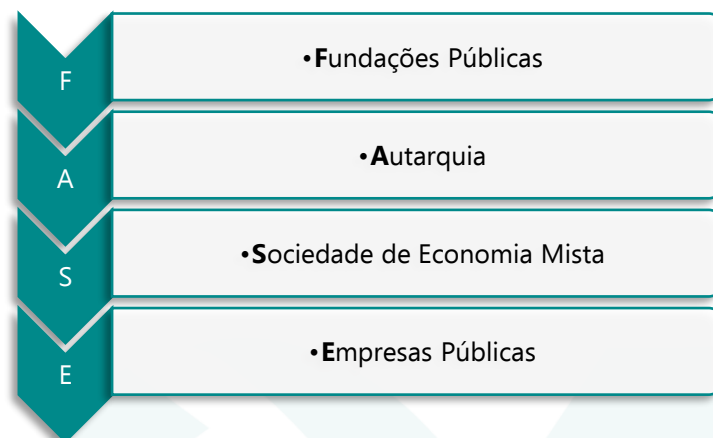 F
•Fundações Públicas
A
•Autarquia
S
•Sociedade de Economia Mista
E
•Empresas Públicas